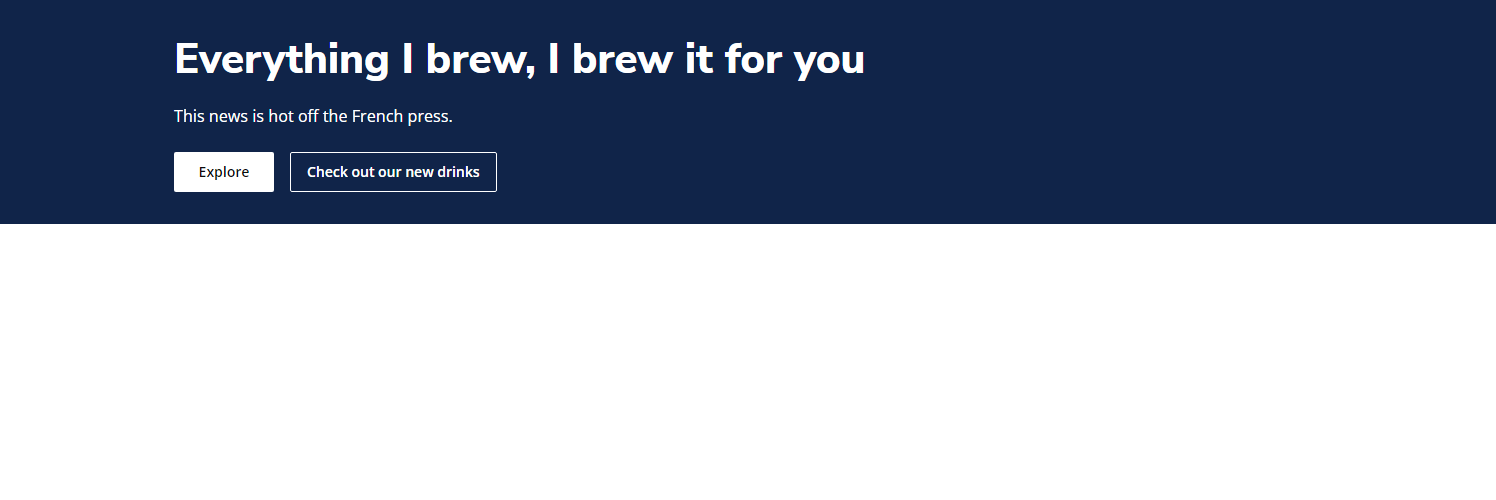 Everything I brew, I brew it for you
This news is hot off the French press.
Explore
Check out our new drinks